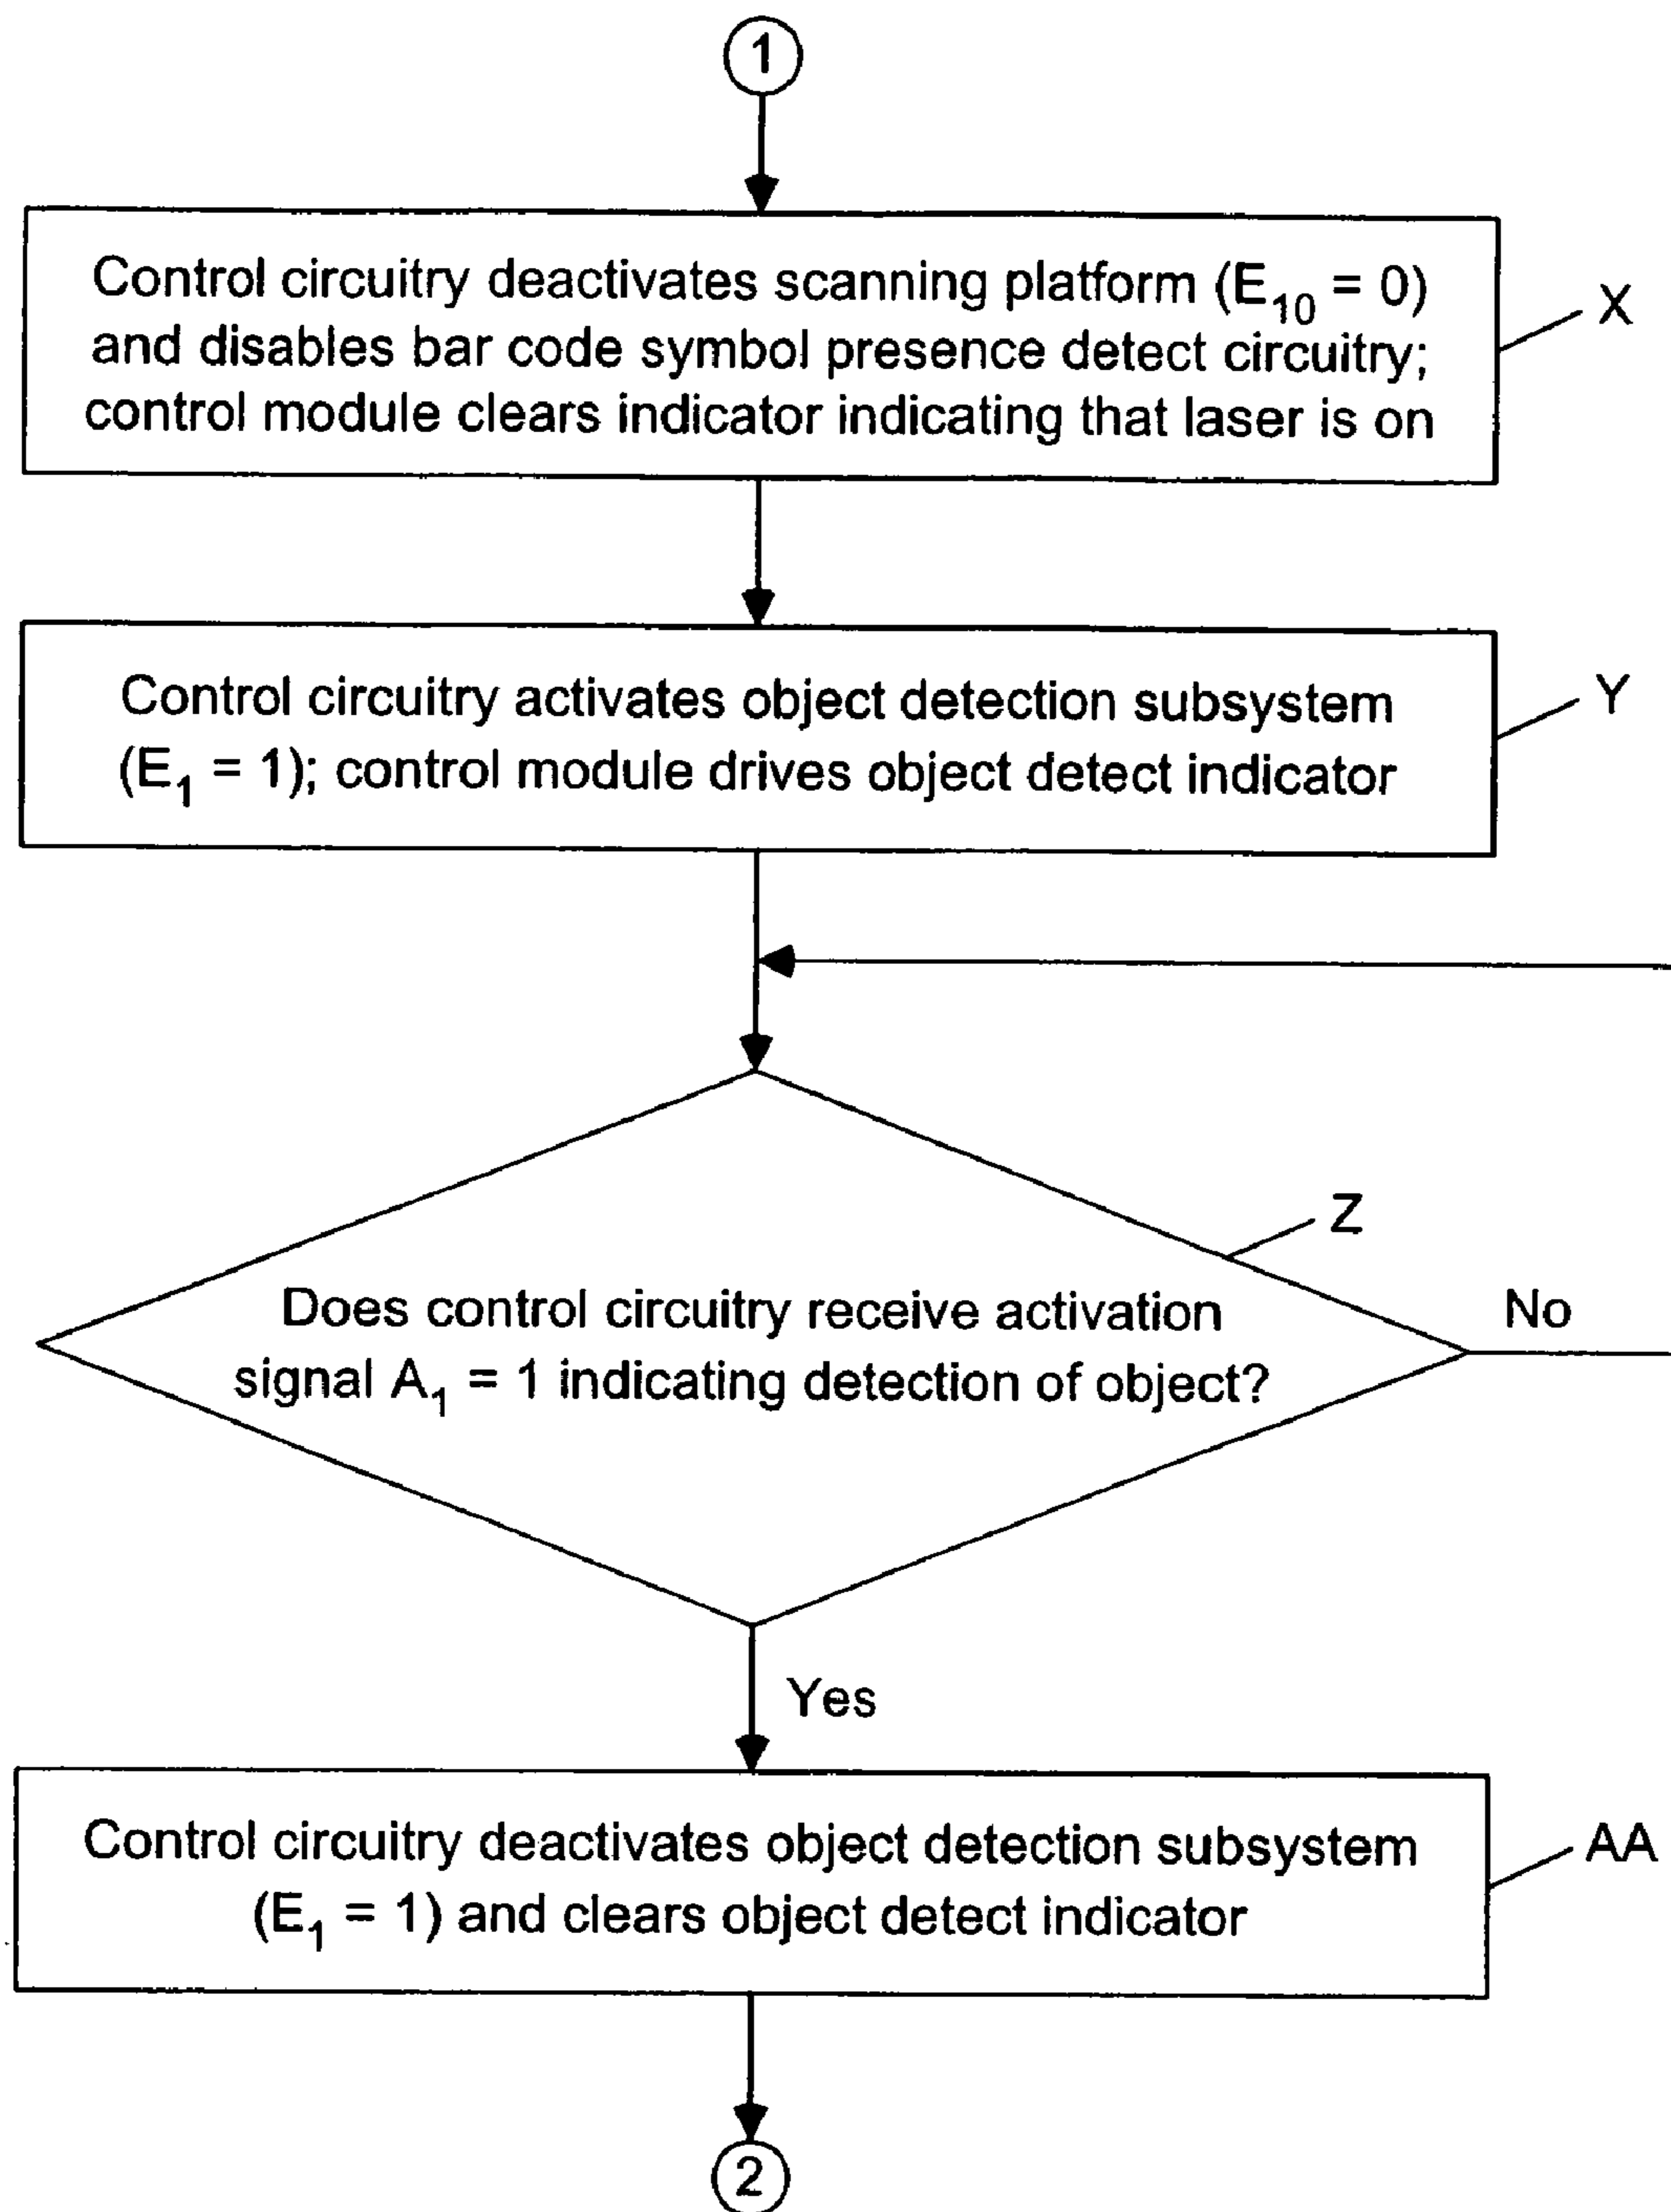 1
Control circuitry deactivates scanning platform (E₁₀ = 0)
and disables bar code symbol presence detect circuitry;
control module clears indicator indicating that laser is on
X
Control circuitry activates object detection subsystem
(E₁ = 1); control module drives object detect indicator
Y
Z
Does control circuitry receive activation
signal A₁ = 1 indicating detection of object?
No
Yes
Control circuitry deactivates object detection subsystem
(E₁ = 1) and clears object detect indicator
AA
2